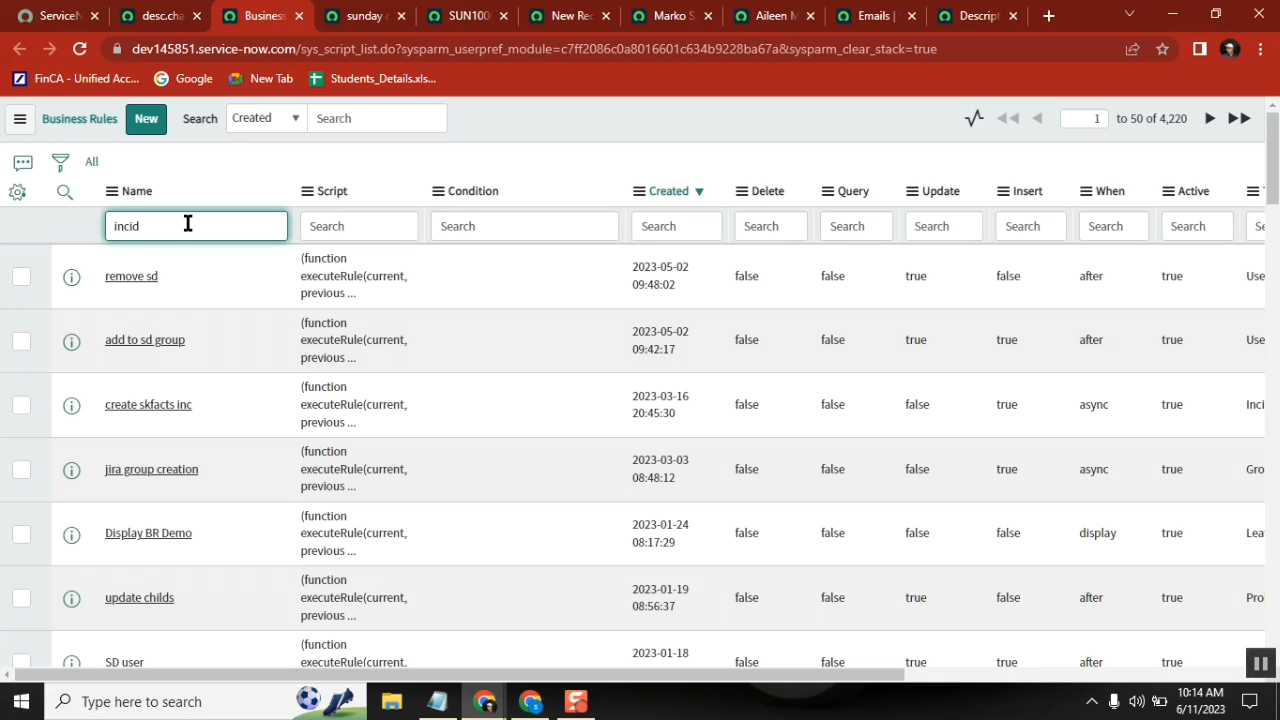 ServiceN
desc.cha
Business
sunday c
SUN100
New Rec
Marko S
Aileen M
Emails |
Descript
dev145851.service-now.com/sys_script_list.do?sysparm_userpref_module=c7ff2086c0a8016601c634b9228ba67a&sysparm_clear_stack=true
FinCA - Unified Acc...
Google
New Tab
Students_Details.xls...
Business Rules
New
Search
Created
Search
1
to 50 of 4,220
All
Name
Script
Condition
Created
Delete
Query
Update
Insert
When
Active
incid
Search
Search
Search
Search
Search
Search
Search
Search
Search
remove sd
(function
executeRule(current,
previous ...
2023-05-02
09:48:02
false
false
true
false
after
true
Use
add to sd group
(function
executeRule(current,
previous ...
2023-05-02
09:42:17
false
false
true
true
after
true
Use
create skfacts inc
(function
executeRule(current,
previous ...
2023-03-16
20:45:30
false
false
false
true
async
true
Inci
jira group creation
(function
executeRule(current,
previous ...
2023-03-03
08:48:12
false
false
false
true
async
true
Gro
Display BR Demo
(function
executeRule(current,
previous ...
2023-01-24
08:17:29
false
false
false
false
display
true
Lea
update childs
(function
executeRule(current,
previous ...
2023-01-19
08:56:37
false
false
true
false
after
true
Pro
SD user
(function
executeRule(current,
2023-01-18
false
false
true
true
after
true
Use
Type here to search
10:14 AM
6/11/2023